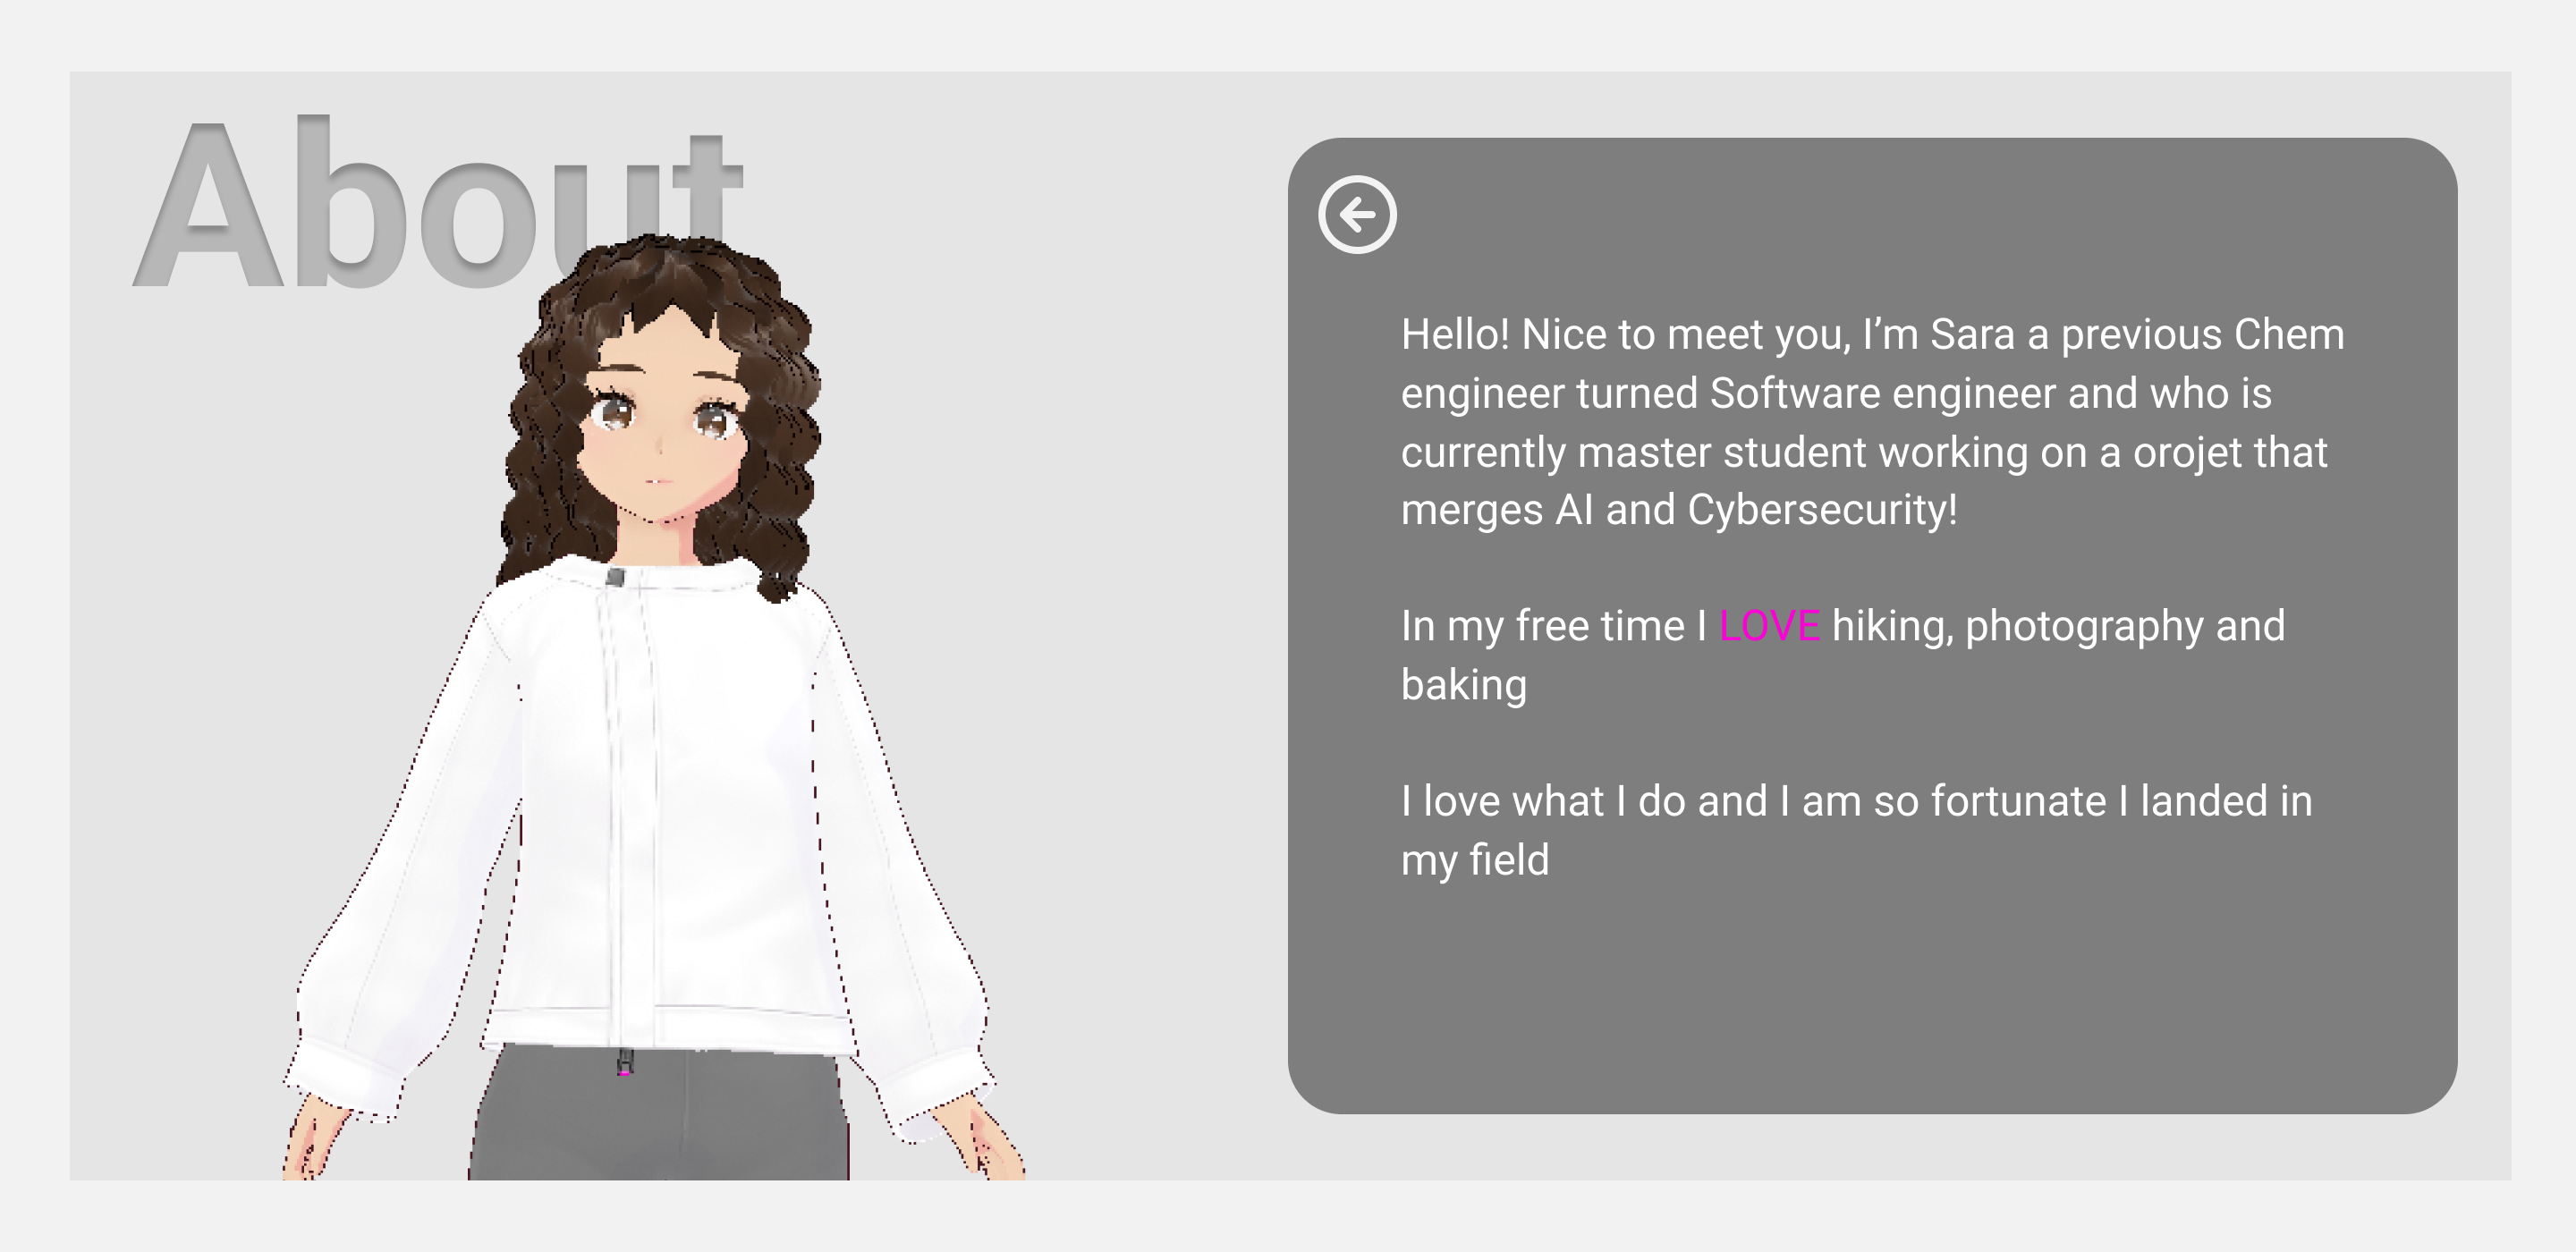 About
Hello! Nice to meet you, I’m Sara a previous Chem
engineer turned Software engineer and who is
currently master student working on a orojet that
merges AI and Cybersecurity!
In my free time I LOVE hiking, photography and
baking
I love what I do and I am so fortunate I landed in
my field